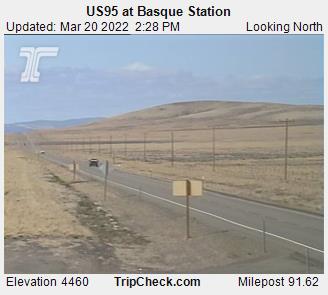 US95 at Basque Station
Updated: Mar 20 2022 2:28 PM Looking North
Elevation 4460 TripCheck.com Milepost 91.62